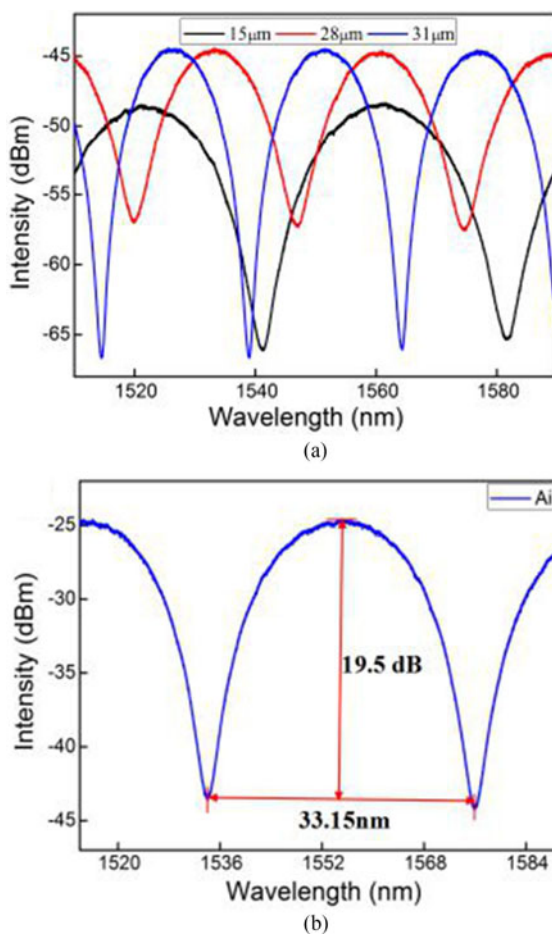 15μm 28μm 31μm
-45
-50
-55
-60
-65
Intensity (dBm)
1520 1540 1560 1580
Wavelength (nm)
(a)
Ai
-25
-30
-35
-40
-45
Intensity (dBm)
19.5 dB
33.15nm
1520 1536 1552 1568 1584
Wavelength (nm)
(b)